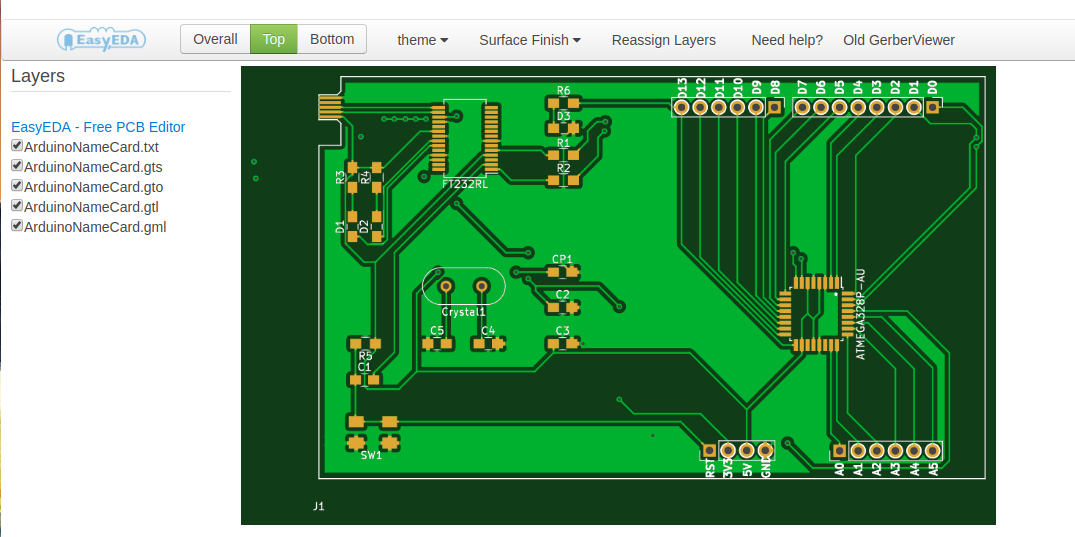 EasyEDA
Overall Top Bottom theme Surface Finish Reassign Layers Need help? Old GerberViewer
Layers
EasyEDA - Free PCB Editor
ArduinoNameCard.txt
ArduinoNameCard.gts
ArduinoNameCard.gto
ArduinoNameCard.gtl
ArduinoNameCard.gml
D13 D12 D11 D10 D9 D8 D7 D6 D5 D4 D3 D2 D1 D0
R6
D3
R1
R2
FT232RL
R3 R4
D1 D2
CP1
C2
C3
Crystal1
C5 C4
ATMEGA328P-AU
R5
C1
SW1
RST 3V3 5V GND A0 A1 A2 A3 A4 A5
J1